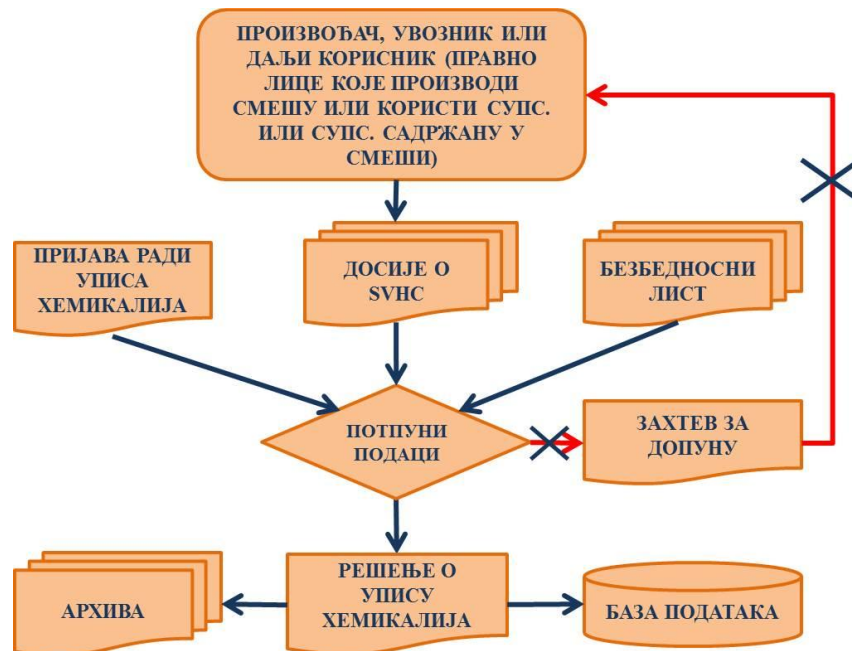 ПРОИЗВОЂАЧ, УВОЗНИК ИЛИ
ДАЉИ КОРИСНИК (ПРАВНО
ЛИЦЕ КОЈЕ ПРОИЗВОДИ
СМЕШУ ИЛИ КОРИСТИ СУПС.
ИЛИ СУПС. САДРЖАНУ У
СМЕШИ)
ПРИЈАВА РАДИ
УПИСА
ХЕМИКАЛИЈА
ДОСИЈЕ О
SVHC
БЕЗБЕДНОСНИ
ЛИСТ
ПОТПУНИ
ПОДАЦИ
ЗАХТЕВ ЗА
ДОПУНУ
АРХИВА
РЕШЕЊЕ О
УПИСУ
ХЕМИКАЛИЈА
БАЗА ПОДАТАКА